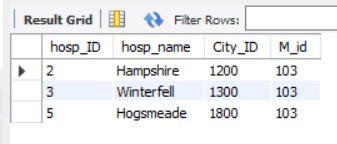 Result Grid Filter Rows:
hosp_ID hosp_name City_ID M_id
2 Hampshire 1200 103
3 Winterfell 1300 103
5 Hogsmeade 1800 103